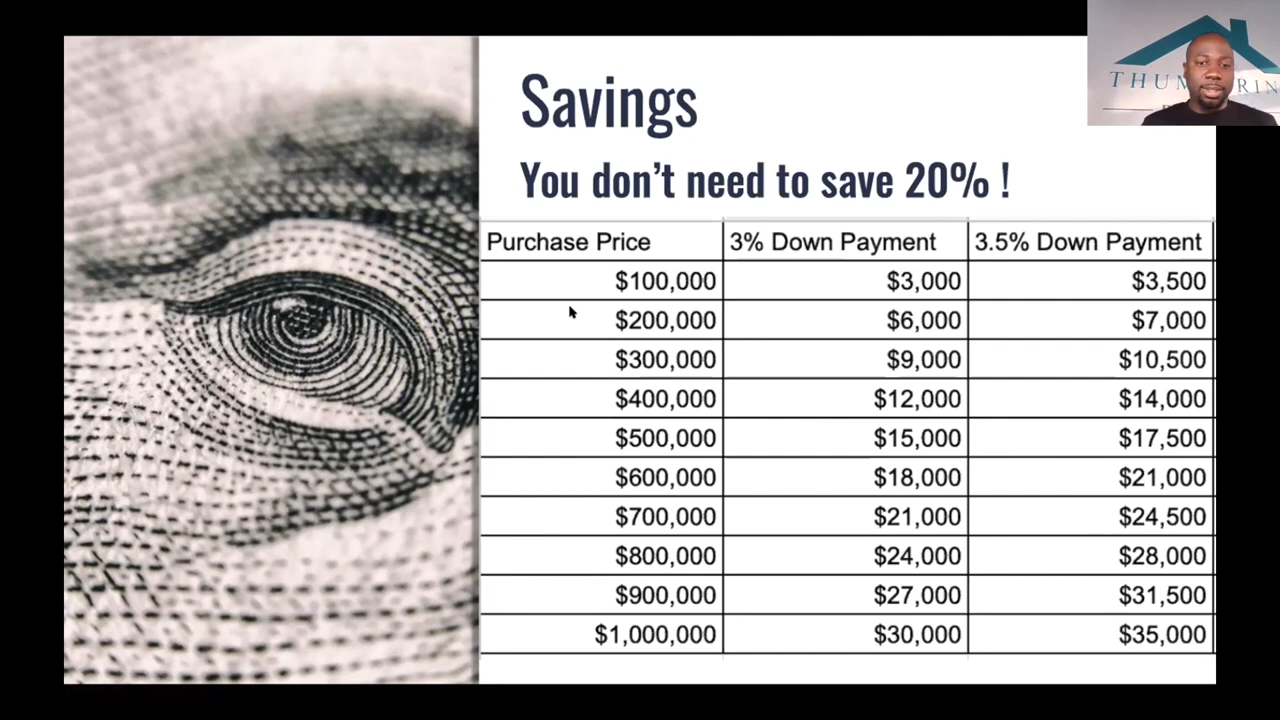 Savings
You don’t need to save 20% !
Purchase Price 3% Down Payment 3.5% Down Payment
$100,000 $3,000 $3,500
$200,000 $6,000 $7,000
$300,000 $9,000 $10,500
$400,000 $12,000 $14,000
$500,000 $15,000 $17,500
$600,000 $18,000 $21,000
$700,000 $21,000 $24,500
$800,000 $24,000 $28,000
$900,000 $27,000 $31,500
$1,000,000 $30,000 $35,000